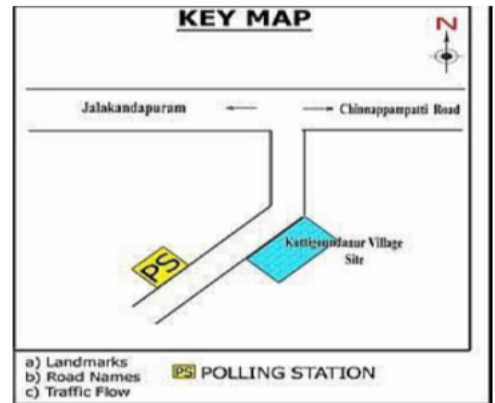 KEY MAP
N
Jalakandapuram ← → Chinnappampatti Road
Village
Site
PS
a) Landmarks
b) Road Names
c) Traffic Flow
PS POLLING STATION